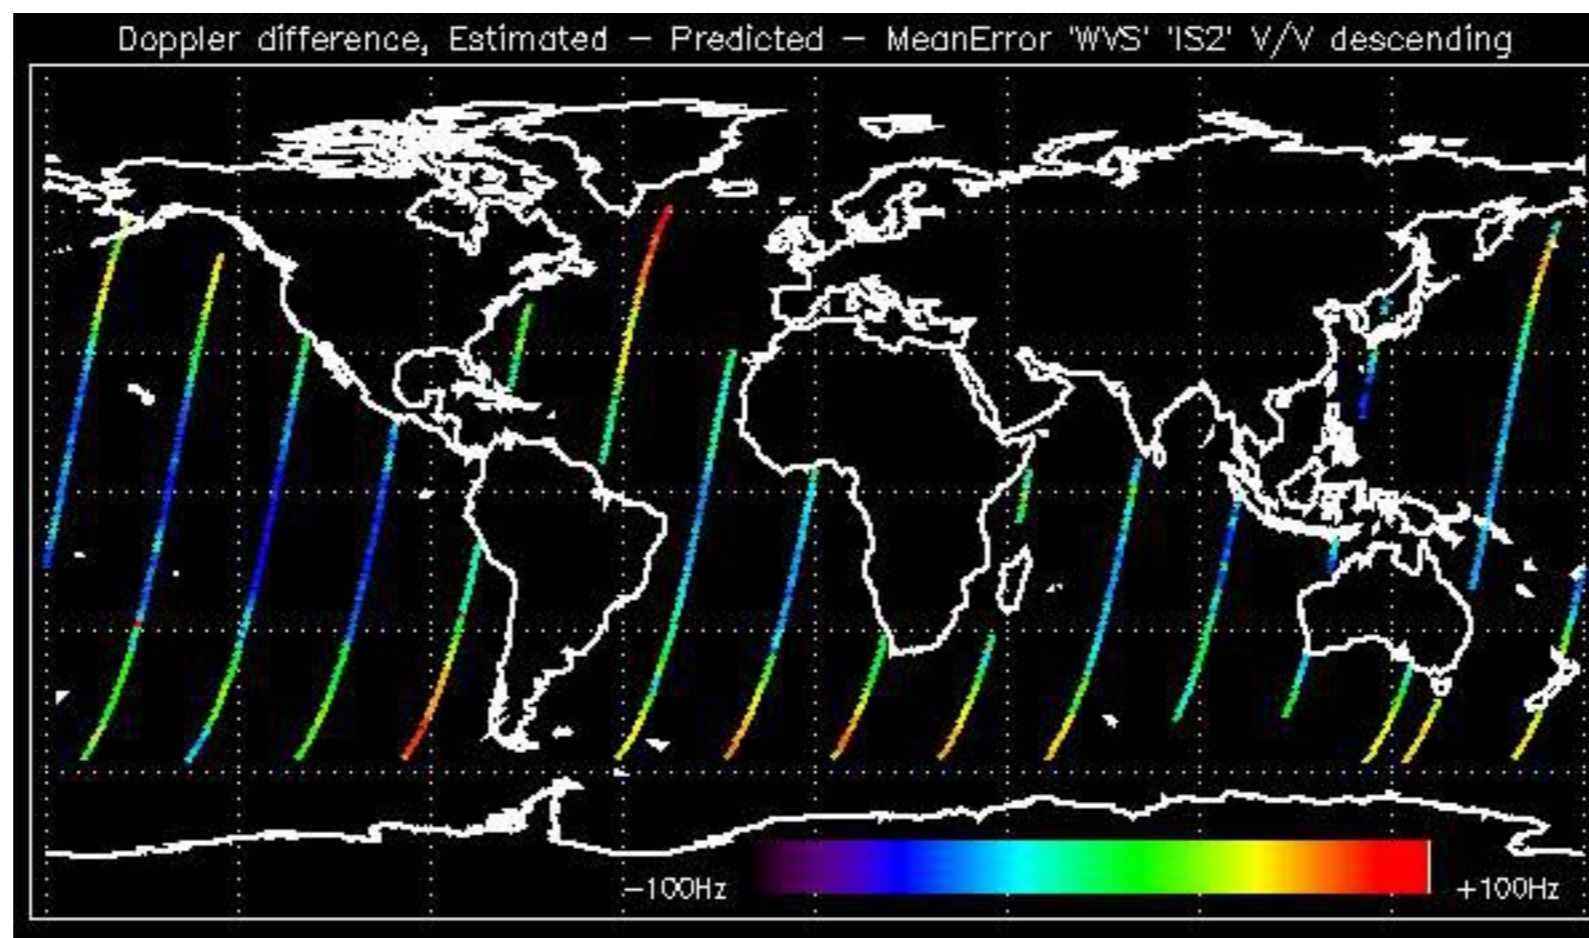 Doppler difference, Estimated – Predicted – MeanError 'WVS' 'IS2' V/V descending
–100Hz +100Hz